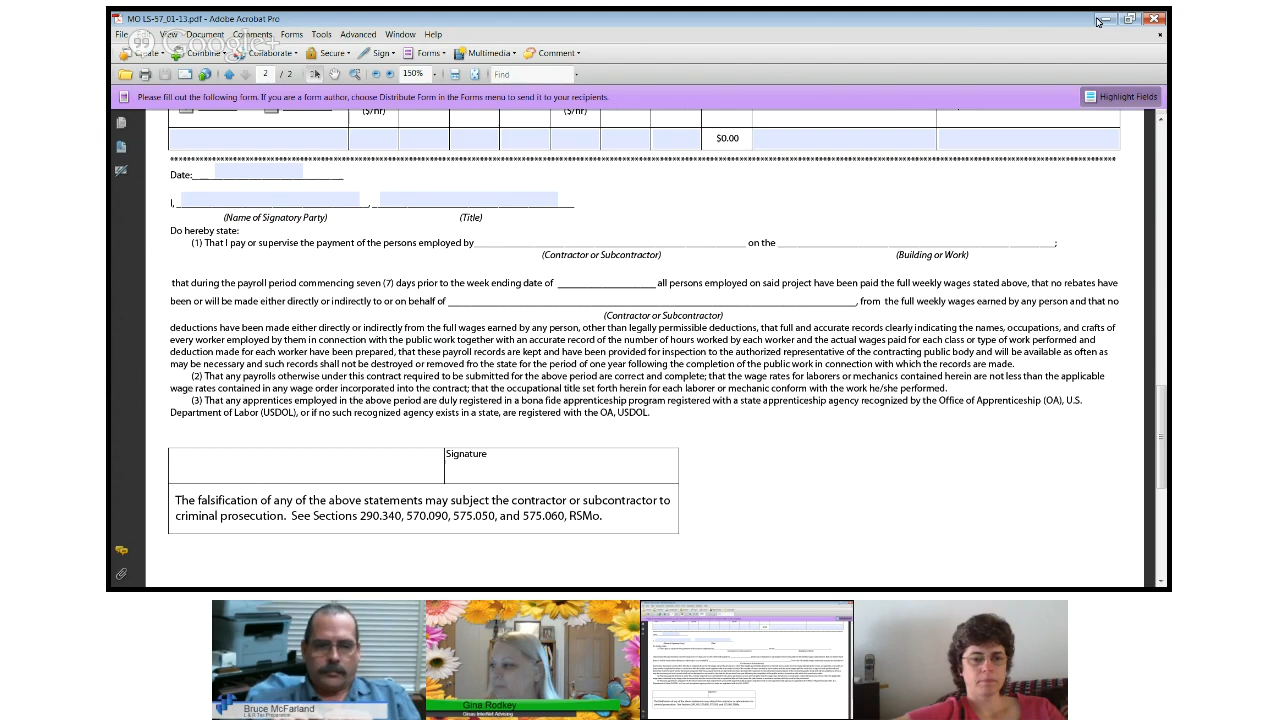 MO LS-57_01-13.pdf - Adobe Acrobat Pro
File Edit View Document Comments Forms Tools Advanced Window Help
Google+
Create Combine Collaborate Secure Sign Forms Multimedia Comment
2 / 2 150% Find
Please fill out the following form. If you are a form author, choose Distribute Form in the Forms menu to send it to your recipients.
Highlight Fields
($/hr) ($/hr)
$0.00
Date:
I, ,
(Name of Signatory Party) (Title)
Do hereby state:
(1) That I pay or supervise the payment of the persons employed by on the ;
(Contractor or Subcontractor) (Building or Work)
that during the payroll period commencing seven (7) days prior to the week ending date of all persons employed on said project have been paid the full weekly wages stated above, that no rebates have
been or will be made either directly or indirectly to or on behalf of , from the full weekly wages earned by any person and that no
(Contractor or Subcontractor)
deductions have been made either directly or indirectly from the full wages earned by any person, other than legally permissible deductions, that full and accurate records clearly indicating the names, occupations, and crafts of
every worker employed by them in connection with the public work together with an accurate record of the number of hours worked by each worker and the actual wages paid for each class or type of work performed and
deduction made for each worker have been prepared, that these payroll records are kept and have been provided for inspection to the authorized representative of the contracting public body and will be available as often as
may be necessary and such records shall not be destroyed or removed fro the state for the period of one year following the completion of the public work in connection with which the records are made.
(2) That any payrolls otherwise under this contract required to be submitted for the above period are correct and complete; that the wage rates for laborers or mechanics contained herein are not less than the applicable
wage rates contained in any wage order incorporated into the contract; that the occupational title set forth herein for each laborer or mechanic conform with the work he/she performed.
(3) That any apprentices employed in the above period are duly registered in a bona fide apprenticeship program registered with a state apprenticeship agency recognized by the Office of Apprenticeship (OA), U.S.
Department of Labor (USDOL), or if no such recognized agency exists in a state, are registered with the OA, USDOL.
Signature
The falsification of any of the above statements may subject the contractor or subcontractor to
criminal prosecution. See Sections 290.340, 570.090, 575.050, and 575.060, RSMo.
Bruce McFarland
L & R Tax Preparation
Gina Rodkey
Ginas InterNet Advising